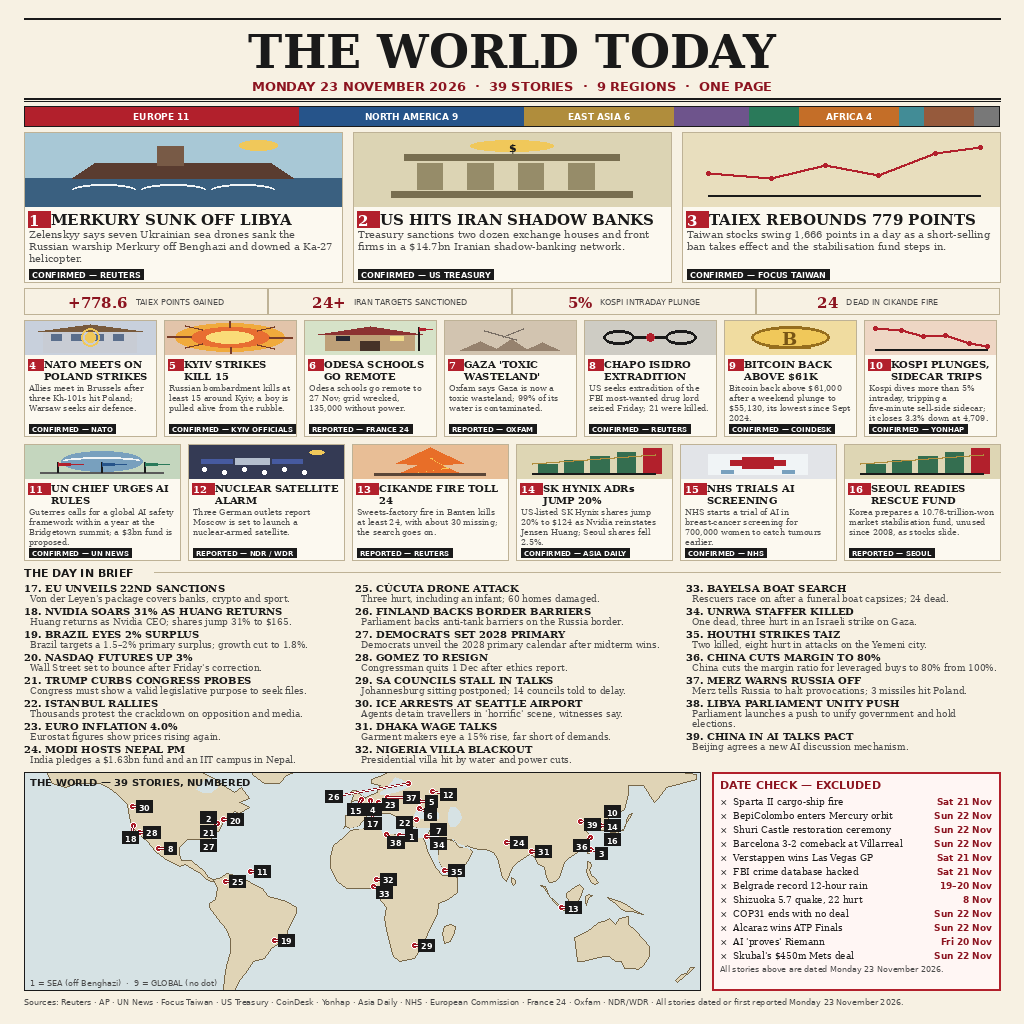 THE WORLD TODAY
MONDAY 23 NOVEMBER 2026 · 39 STORIES · 9 REGIONS · ONE PAGE
EUROPE 11
NORTH AMERICA 9
EAST ASIA 6
AFRICA 4
$
1 MERKURY SUNK OFF LIBYA
Zelenskyy says seven Ukrainian sea drones sank the
Russian warship Merkury off Benghazi and downed a Ka-27
helicopter.
CONFIRMED — REUTERS
2 US HITS IRAN SHADOW BANKS
Treasury sanctions two dozen exchange houses and front
firms in a $14.7bn Iranian shadow-banking network.
CONFIRMED — US TREASURY
3 TAIEX REBOUNDS 779 POINTS
Taiwan stocks swing 1,666 points in a day as a short-selling
ban takes effect and the stabilisation fund steps in.
CONFIRMED — FOCUS TAIWAN
+778.6 TAIEX POINTS GAINED
24+ IRAN TARGETS SANCTIONED
5% KOSPI INTRADAY PLUNGE
24 DEAD IN CIKANDE FIRE
4 NATO MEETS ON
POLAND STRIKES
Allies meet in Brussels after
three Kh-101s hit Poland;
Warsaw seeks air defence.
CONFIRMED — NATO
5 KYIV STRIKES
KILL 15
Russian bombardment kills at
least 15 around Kyiv; a boy is
pulled alive from the rubble.
CONFIRMED — KYIV OFFICIALS
6 ODESA SCHOOLS
GO REMOTE
Odesa schools go remote to
27 Nov; grid wrecked,
135,000 without power.
REPORTED — FRANCE 24
7 GAZA 'TOXIC
WASTELAND'
Oxfam says Gaza is now a
toxic wasteland; 99% of its
water is contaminated.
REPORTED — OXFAM
8 CHAPO ISIDRO
EXTRADITION
US seeks extradition of the
FBI most-wanted drug lord
seized Friday; 21 were killed.
CONFIRMED — REUTERS
B
9 BITCOIN BACK
ABOVE $61K
Bitcoin back above $61,000
after a weekend plunge to
$55,130, its lowest since Sept
2024.
CONFIRMED — COINDESK
10 KOSPI PLUNGES,
SIDECAR TRIPS
Kospi dives more than 5%
intraday, tripping a
five-minute sell-side sidecar;
it closes 3.3% down at 4,709.
CONFIRMED — YONHAP
11 UN CHIEF URGES AI
RULES
Guterres calls for a global AI safety
framework within a year at the
Bridgetown summit; a $3bn fund is
proposed.
CONFIRMED — UN NEWS
12 NUCLEAR SATELLITE
ALARM
Three German outlets report
Moscow is set to launch a
nuclear-armed satellite.
REPORTED — NDR / WDR
13 CIKANDE FIRE TOLL
24
Sweets-factory fire in Banten kills
at least 24, with about 30 missing;
the search goes on.
REPORTED — REUTERS
14 SK HYNIX ADRs
JUMP 20%
US-listed SK Hynix shares jump
20% to $124 as Nvidia reinstates
Jensen Huang; Seoul shares fell
2.5%.
CONFIRMED — ASIA DAILY
15 NHS TRIALS AI
SCREENING
NHS starts a trial of AI in
breast-cancer screening for
700,000 women to catch tumours
earlier.
CONFIRMED — NHS
16 SEOUL READIES
RESCUE FUND
Korea prepares a 10.76-trillion-won
market stabilisation fund, unused
since 2008, as stocks slide.
REPORTED — SEOUL
THE DAY IN BRIEF
17. EU UNVEILS 22ND SANCTIONS
Von der Leyen's package covers banks, crypto and sport.
18. NVIDIA SOARS 31% AS HUANG RETURNS
Huang returns as Nvidia CEO; shares jump 31% to $165.
19. BRAZIL EYES 2% SURPLUS
Brazil targets a 1.5–2% primary surplus; growth cut to 1.8%.
20. NASDAQ FUTURES UP 3%
Wall Street set to bounce after Friday's correction.
21. TRUMP CURBS CONGRESS PROBES
Congress must show a valid legislative purpose to seek files.
22. ISTANBUL RALLIES
Thousands protest the crackdown on opposition and media.
23. EURO INFLATION 4.0%
Eurostat figures show prices rising again.
24. MODI HOSTS NEPAL PM
India pledges a $1.63bn fund and an IIT campus in Nepal.
25. CÚCUTA DRONE ATTACK
Three hurt, including an infant; 60 homes damaged.
26. FINLAND BACKS BORDER BARRIERS
Parliament backs anti-tank barriers on the Russia border.
27. DEMOCRATS SET 2028 PRIMARY
Democrats unveil the 2028 primary calendar after midterm wins.
28. GOMEZ TO RESIGN
Congressman quits 1 Dec after ethics report.
29. SA COUNCILS STALL IN TALKS
Johannesburg sitting postponed; 14 councils told to delay.
30. ICE ARRESTS AT SEATTLE AIRPORT
Agents detain travellers in 'horrific' scene, witnesses say.
31. DHAKA WAGE TALKS
Garment makers eye a 15% rise, far short of demands.
32. NIGERIA VILLA BLACKOUT
Presidential villa hit by water and power cuts.
33. BAYELSA BOAT SEARCH
Rescuers race on after a funeral boat capsizes; 24 dead.
34. UNRWA STAFFER KILLED
One dead, three hurt in an Israeli strike on Gaza.
35. HOUTHI STRIKES TAIZ
Two killed, eight hurt in attacks on the Yemeni city.
36. CHINA CUTS MARGIN TO 80%
China cuts the margin ratio for leveraged buys to 80% from 100%.
37. MERZ WARNS RUSSIA OFF
Merz tells Russia to halt provocations; 3 missiles hit Poland.
38. LIBYA PARLIAMENT UNITY PUSH
Parliament launches a push to unify government and hold
elections.
39. CHINA IN AI TALKS PACT
Beijing agrees a new AI discussion mechanism.
THE WORLD — 39 STORIES, NUMBERED
30
18
28
8
2
20
21
27
11
25
19
26
15
4
17
23
37
5
12
6
22
1
38
7
34
35
32
33
29
24
31
13
39
10
14
16
36
3
1 = SEA (off Benghazi) · 9 = GLOBAL (no dot)
DATE CHECK — EXCLUDED
× Sparta II cargo-ship fire Sat 21 Nov
× BepiColombo enters Mercury orbit Sun 22 Nov
× Shuri Castle restoration ceremony Sun 22 Nov
× Barcelona 3-2 comeback at Villarreal Sun 22 Nov
× Verstappen wins Las Vegas GP Sat 21 Nov
× FBI crime database hacked Sat 21 Nov
× Belgrade record 12-hour rain 19–20 Nov
× Shizuoka 5.7 quake, 22 hurt 8 Nov
× COP31 ends with no deal Sun 22 Nov
× Alcaraz wins ATP Finals Sun 22 Nov
× AI 'proves' Riemann Fri 20 Nov
× Skubal's $450m Mets deal Sun 22 Nov
All stories above are dated Monday 23 November 2026.
Sources: Reuters · AP · UN News · Focus Taiwan · US Treasury · CoinDesk · Yonhap · Asia Daily · NHS · European Commission · France 24 · Oxfam · NDR/WDR · All stories dated or first reported Monday 23 November 2026.